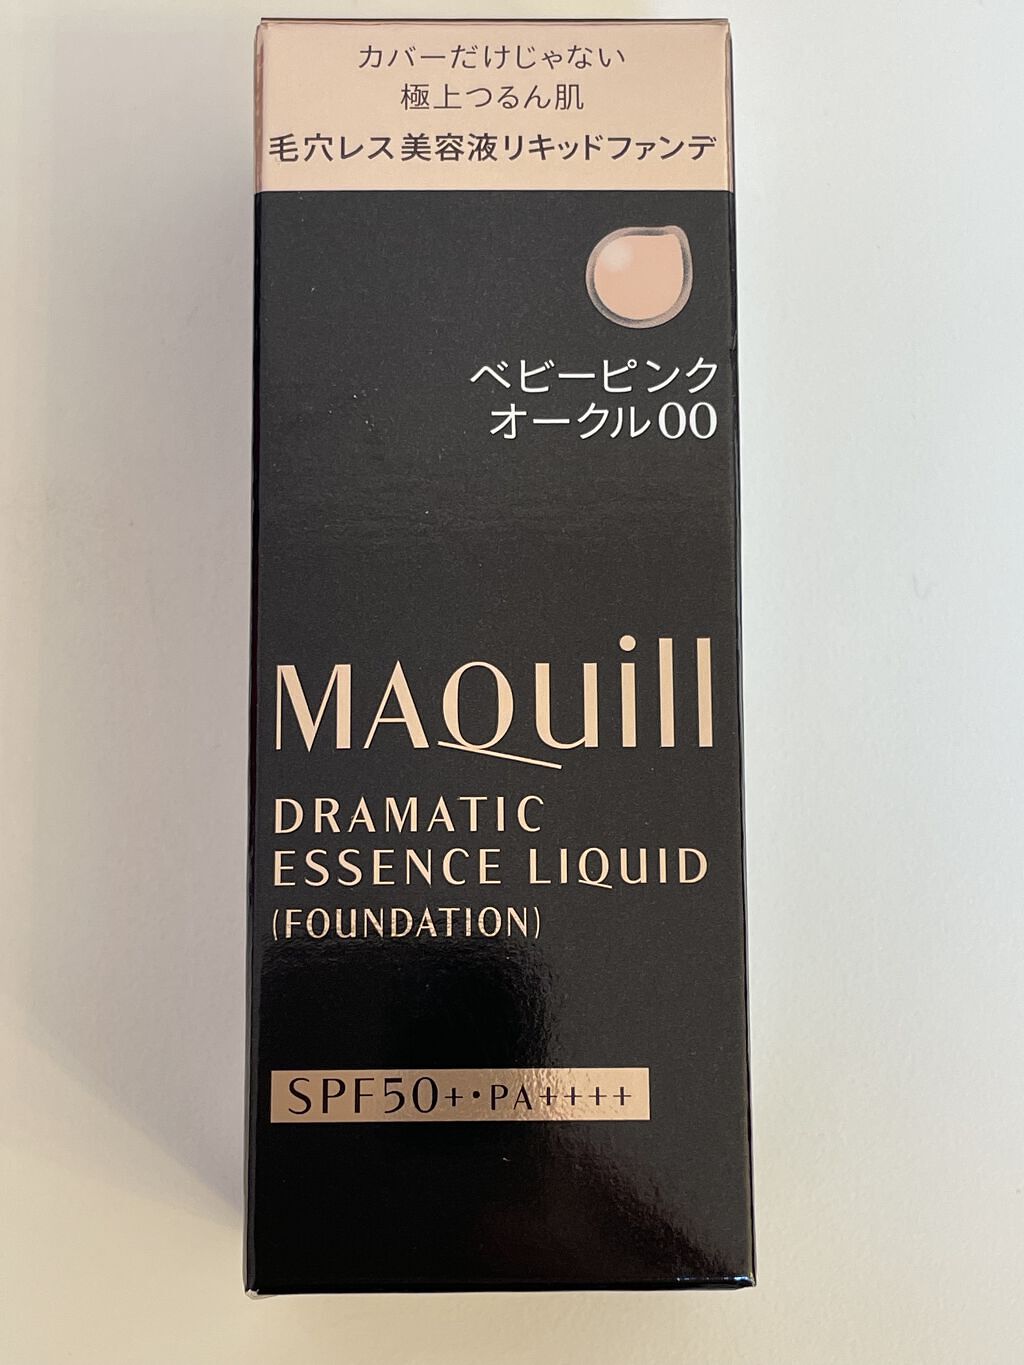 カバーだけじゃない
極上つるん肌
毛穴レス美容液リキッドファンデ
ベビーピンク
オークル00
MAQuill
DRAMATIC
ESSENCE LIQUID
(FOUNDATION)
SPF50+・PA++++